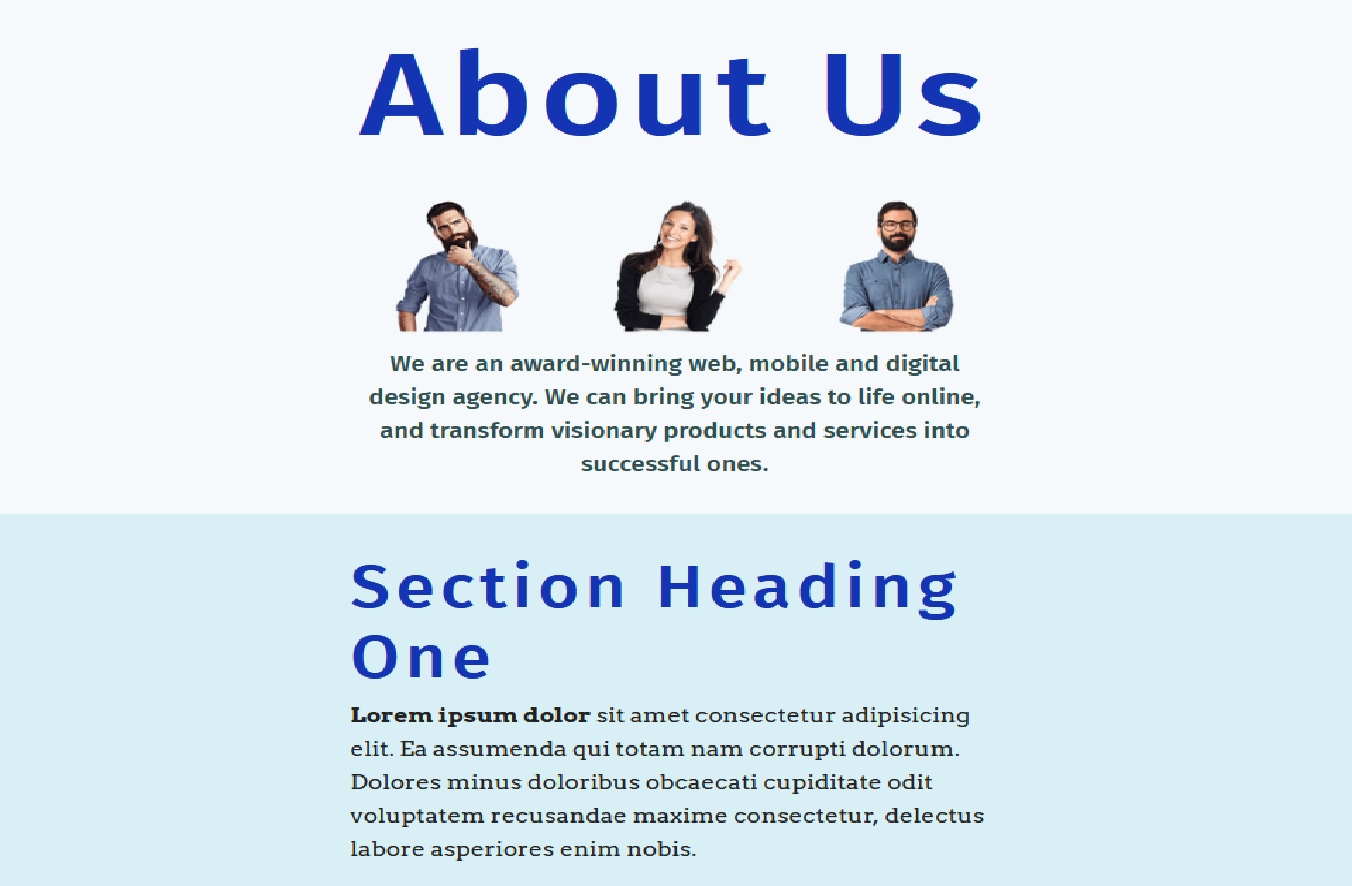 About Us
We are an award-winning web, mobile and digital
design agency. We can bring your ideas to life online,
and transform visionary products and services into
successful ones.
Section Heading
One
Lorem ipsum dolor sit amet consectetur adipisicing
elit. Ea assumenda qui totam nam corrupti dolorum.
Dolores minus doloribus obcaecati cupiditate odit
voluptatem recusandae maxime consectetur, delectus
labore asperiores enim nobis.